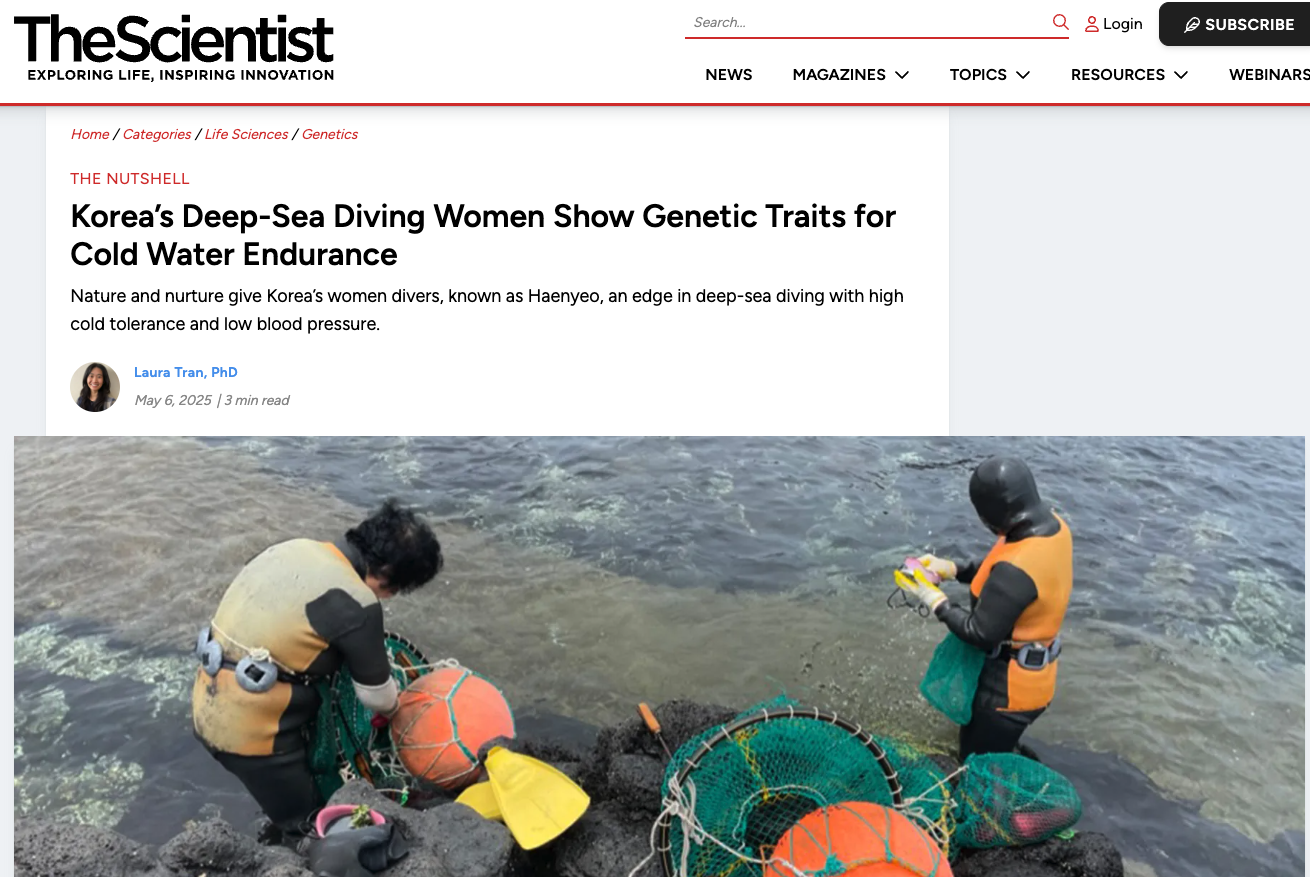 TheScientist
EXPLORING LIFE, INSPIRING INNOVATION
Search...
Login
SUBSCRIBE
NEWS
MAGAZINES
TOPICS
RESOURCES
WEBINARS
Home / Categories / Life Sciences / Genetics
THE NUTSHELL
Korea’s Deep-Sea Diving Women Show Genetic Traits for
Cold Water Endurance
Nature and nurture give Korea’s women divers, known as Haenyeo, an edge in deep-sea diving with high
cold tolerance and low blood pressure.
Laura Tran, PhD
May 6, 2025 | 3 min read